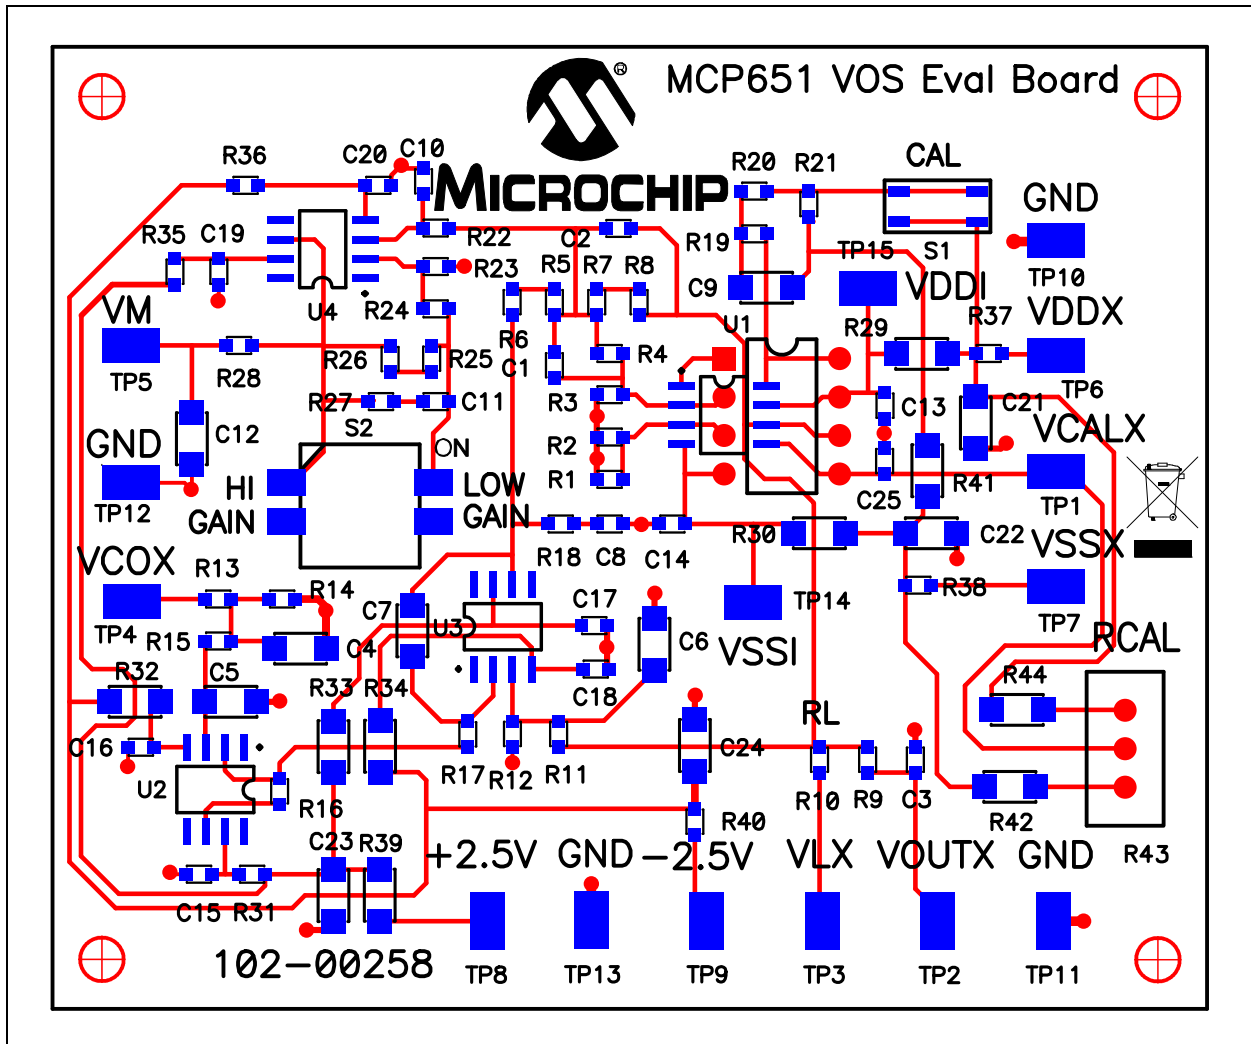 ® MCP651 VOS Eval Board
MICROCHIP
R36 C20 C10 R20 R21 CAL
GND
R35 C19 R22 C2 R19 TP15 S1
R23 R5 R7 R8 C9 VDDI TP10
VM U4 R24 U1 R29 R37 VDDX
R6
R26 R25 C1 R4
TP5 R28 TP6
R27 C11 R3 C13 C21
C12 S2 VCALX
GND ON R2
HI LOW R1 C25 R41
TP12 GAIN GAIN TP1
R18 C8 C14 R30 C22 VSSX
VCOX R13
R14 C7 C17 TP14 R38
TP4 R15 U3 C6 TP7
C4 VSSI RCAL
R32 C5 R33 R34 C18 R44
RL
C16 R17 R12 R11 C24
U2 R16 R10 R9 C3
R40 R42
C23 R39 +2.5V GND -2.5V VLX VOUTX GND R43
C15 R31
102-00258 TP8 TP13 TP9 TP3 TP2 TP11